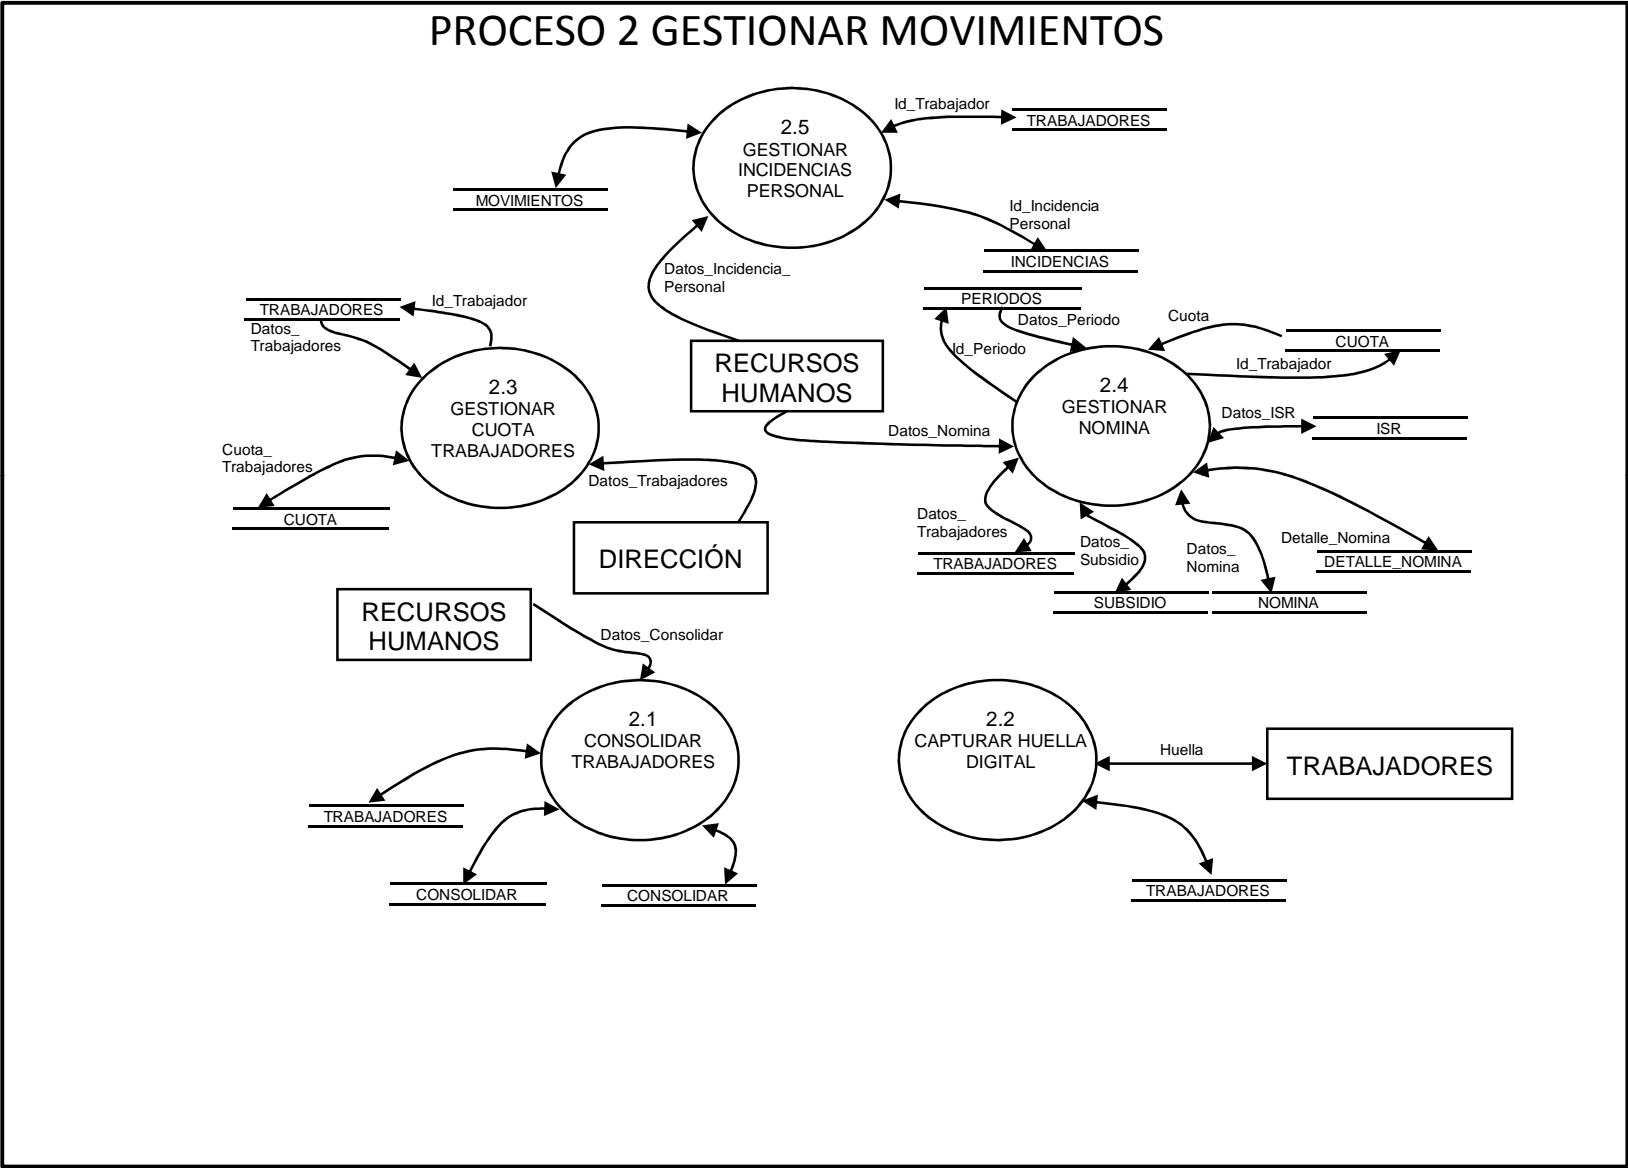 PROCESO 2 GESTIONAR MOVIMIENTOS
2.5
GESTIONAR
INCIDENCIAS
PERSONAL
Id_Trabajador
TRABAJADORES
MOVIMIENTOS
Id_Incidencia
Personal
INCIDENCIAS
Datos_Incidencia_
Personal
RECURSOS
HUMANOS
TRABAJADORES
Id_Trabajador
Datos_
Trabajadores
2.3
GESTIONAR
CUOTA
TRABAJADORES
Cuota_
Trabajadores
CUOTA
Datos_Trabajadores
DIRECCIÓN
PERIODOS
Datos_Periodo
Id_Periodo
Cuota
CUOTA
Id_Trabajador
2.4
GESTIONAR
NOMINA
Datos_ISR
ISR
Datos_Nomina
Datos_
Trabajadores
TRABAJADORES
Datos_
Subsidio
SUBSIDIO
Datos_
Nomina
NOMINA
Detalle_Nomina
DETALLE_NOMINA
RECURSOS
HUMANOS
Datos_Consolidar
2.1
CONSOLIDAR
TRABAJADORES
TRABAJADORES
CONSOLIDAR
CONSOLIDAR
2.2
CAPTURAR HUELLA
DIGITAL
Huella
TRABAJADORES
TRABAJADORES